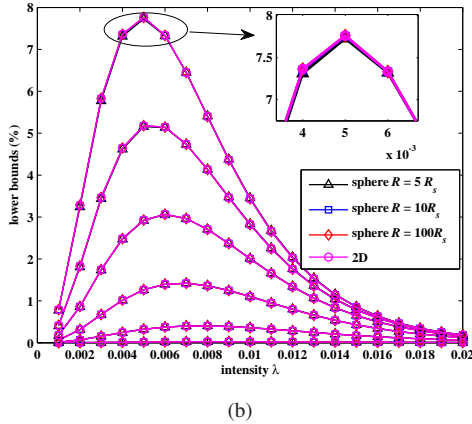 8
7
6
5
4
3
2
1
0
lower bounds (%)
0 0.002 0.004 0.006 0.008 0.01 0.012 0.014 0.016 0.018 0.02
intensity λ
8
7.5
7
4 5 6
x 10⁻³
sphere R = 5 Rₛ
sphere R = 10Rₛ
sphere R = 100Rₛ
2D
(b)